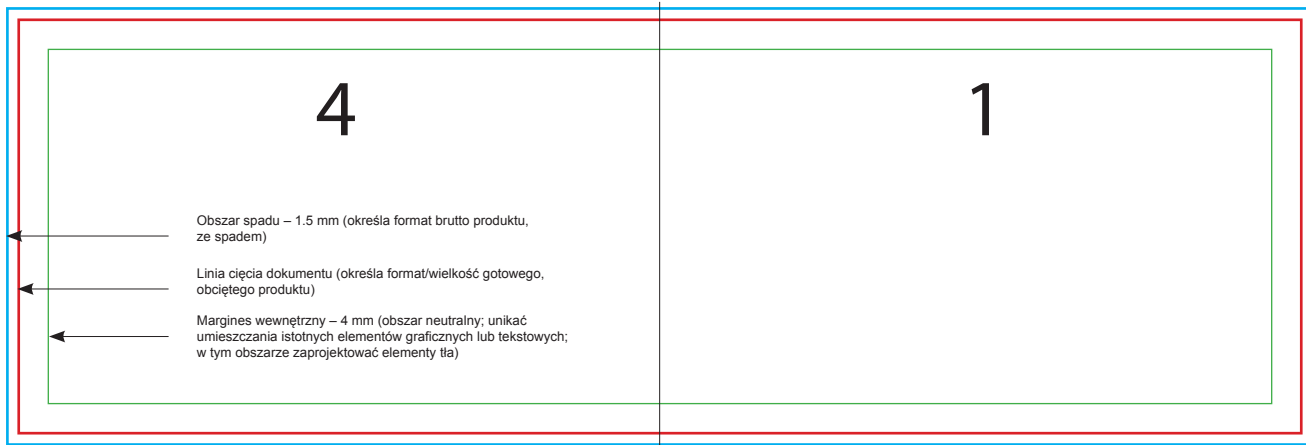 4
1
Obszar spadu – 1.5 mm (określa format brutto produktu,
ze spadem)
Linia cięcia dokumentu (określa format/wielkość gotowego,
obciętego produktu)
Margines wewnętrzny – 4 mm (obszar neutralny; unikać
umieszczania istotnych elementów graficznych lub tekstowych;
w tym obszarze zaprojektować elementy tła)